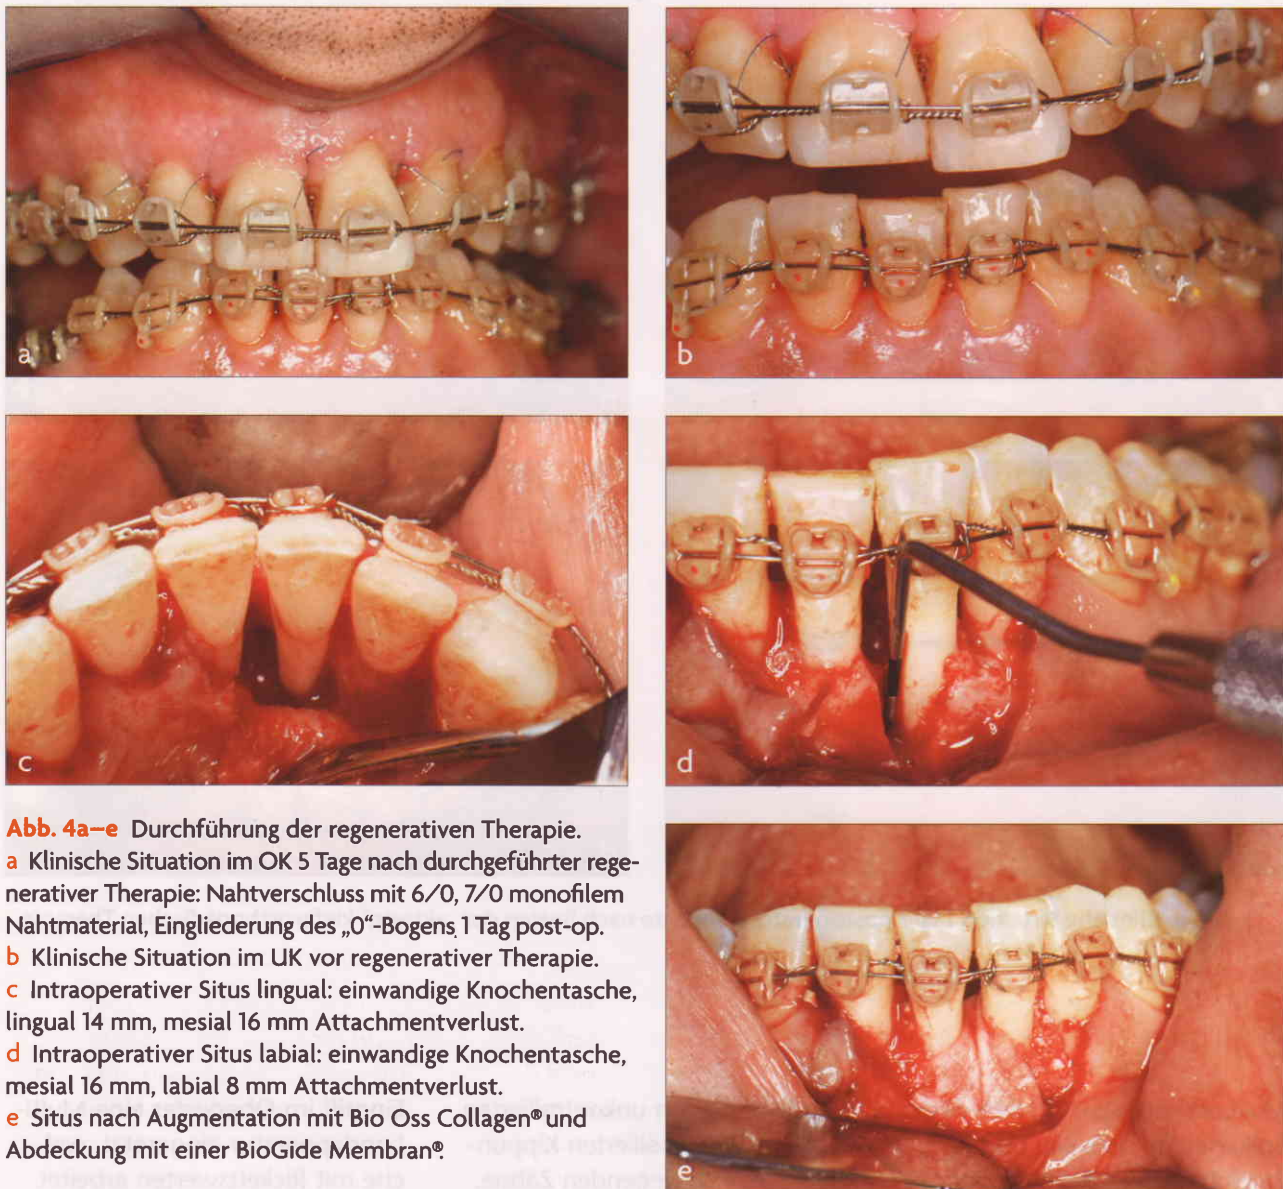 a
b
c
d
e
Abb. 4a–e Durchführung der regenerativen Therapie.
a Klinische Situation im OK 5 Tage nach durchgeführter rege-
nerativer Therapie: Nahtverschluss mit 6/0, 7/0 monofilem
Nahtmaterial, Eingliederung des „0“-Bogens 1 Tag post-op.
b Klinische Situation im UK vor regenerativer Therapie.
c Intraoperativer Situs lingual: einwandige Knochentasche,
lingual 14 mm, mesial 16 mm Attachmentverlust.
d Intraoperativer Situs labial: einwandige Knochentasche,
mesial 16 mm, labial 8 mm Attachmentverlust.
e Situs nach Augmentation mit Bio Oss Collagen® und
Abdeckung mit einer BioGide Membran®.